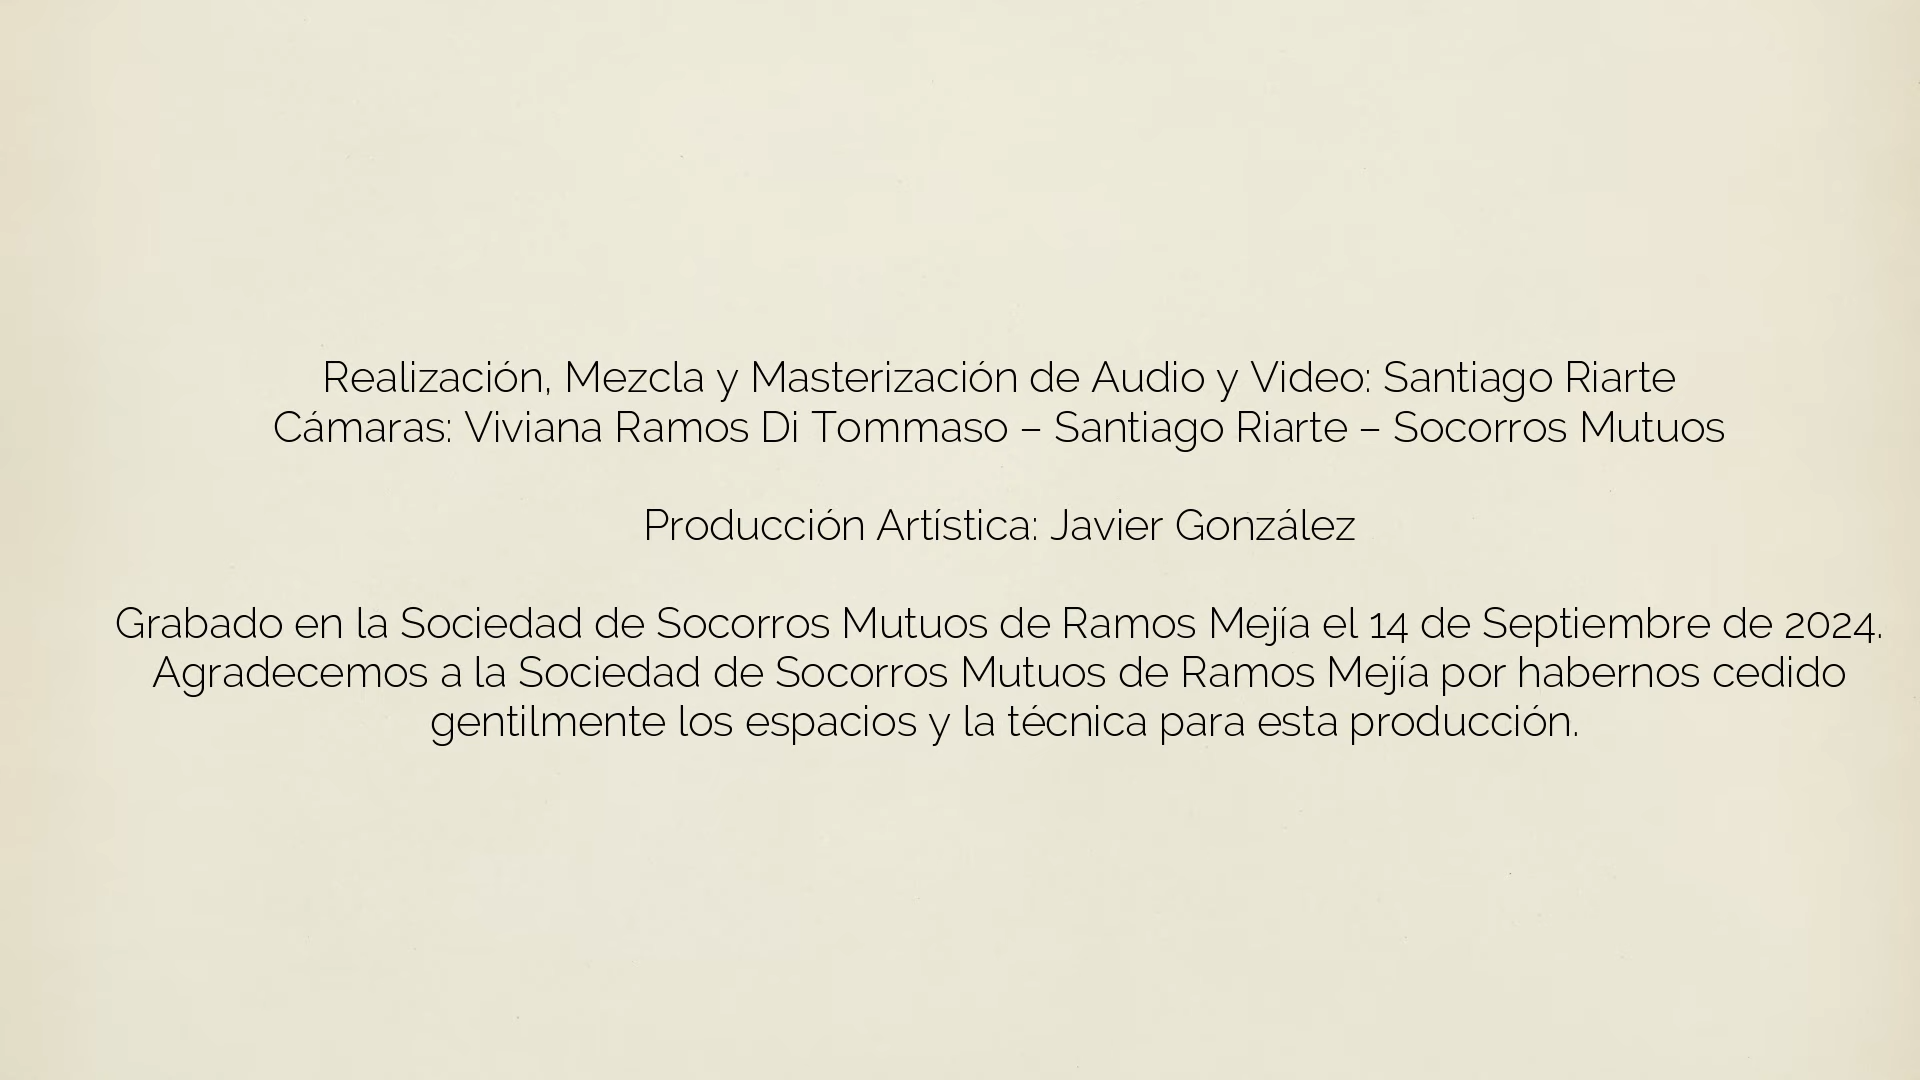 Realización, Mezcla y Masterización de Audio y Video: Santiago Riarte
Cámaras: Viviana Ramos Di Tommaso – Santiago Riarte – Socorros Mutuos
Producción Artística: Javier González
Grabado en la Sociedad de Socorros Mutuos de Ramos Mejía el 14 de Septiembre de 2024.
Agradecemos a la Sociedad de Socorros Mutuos de Ramos Mejía por habernos cedido
gentilmente los espacios y la técnica para esta producción.